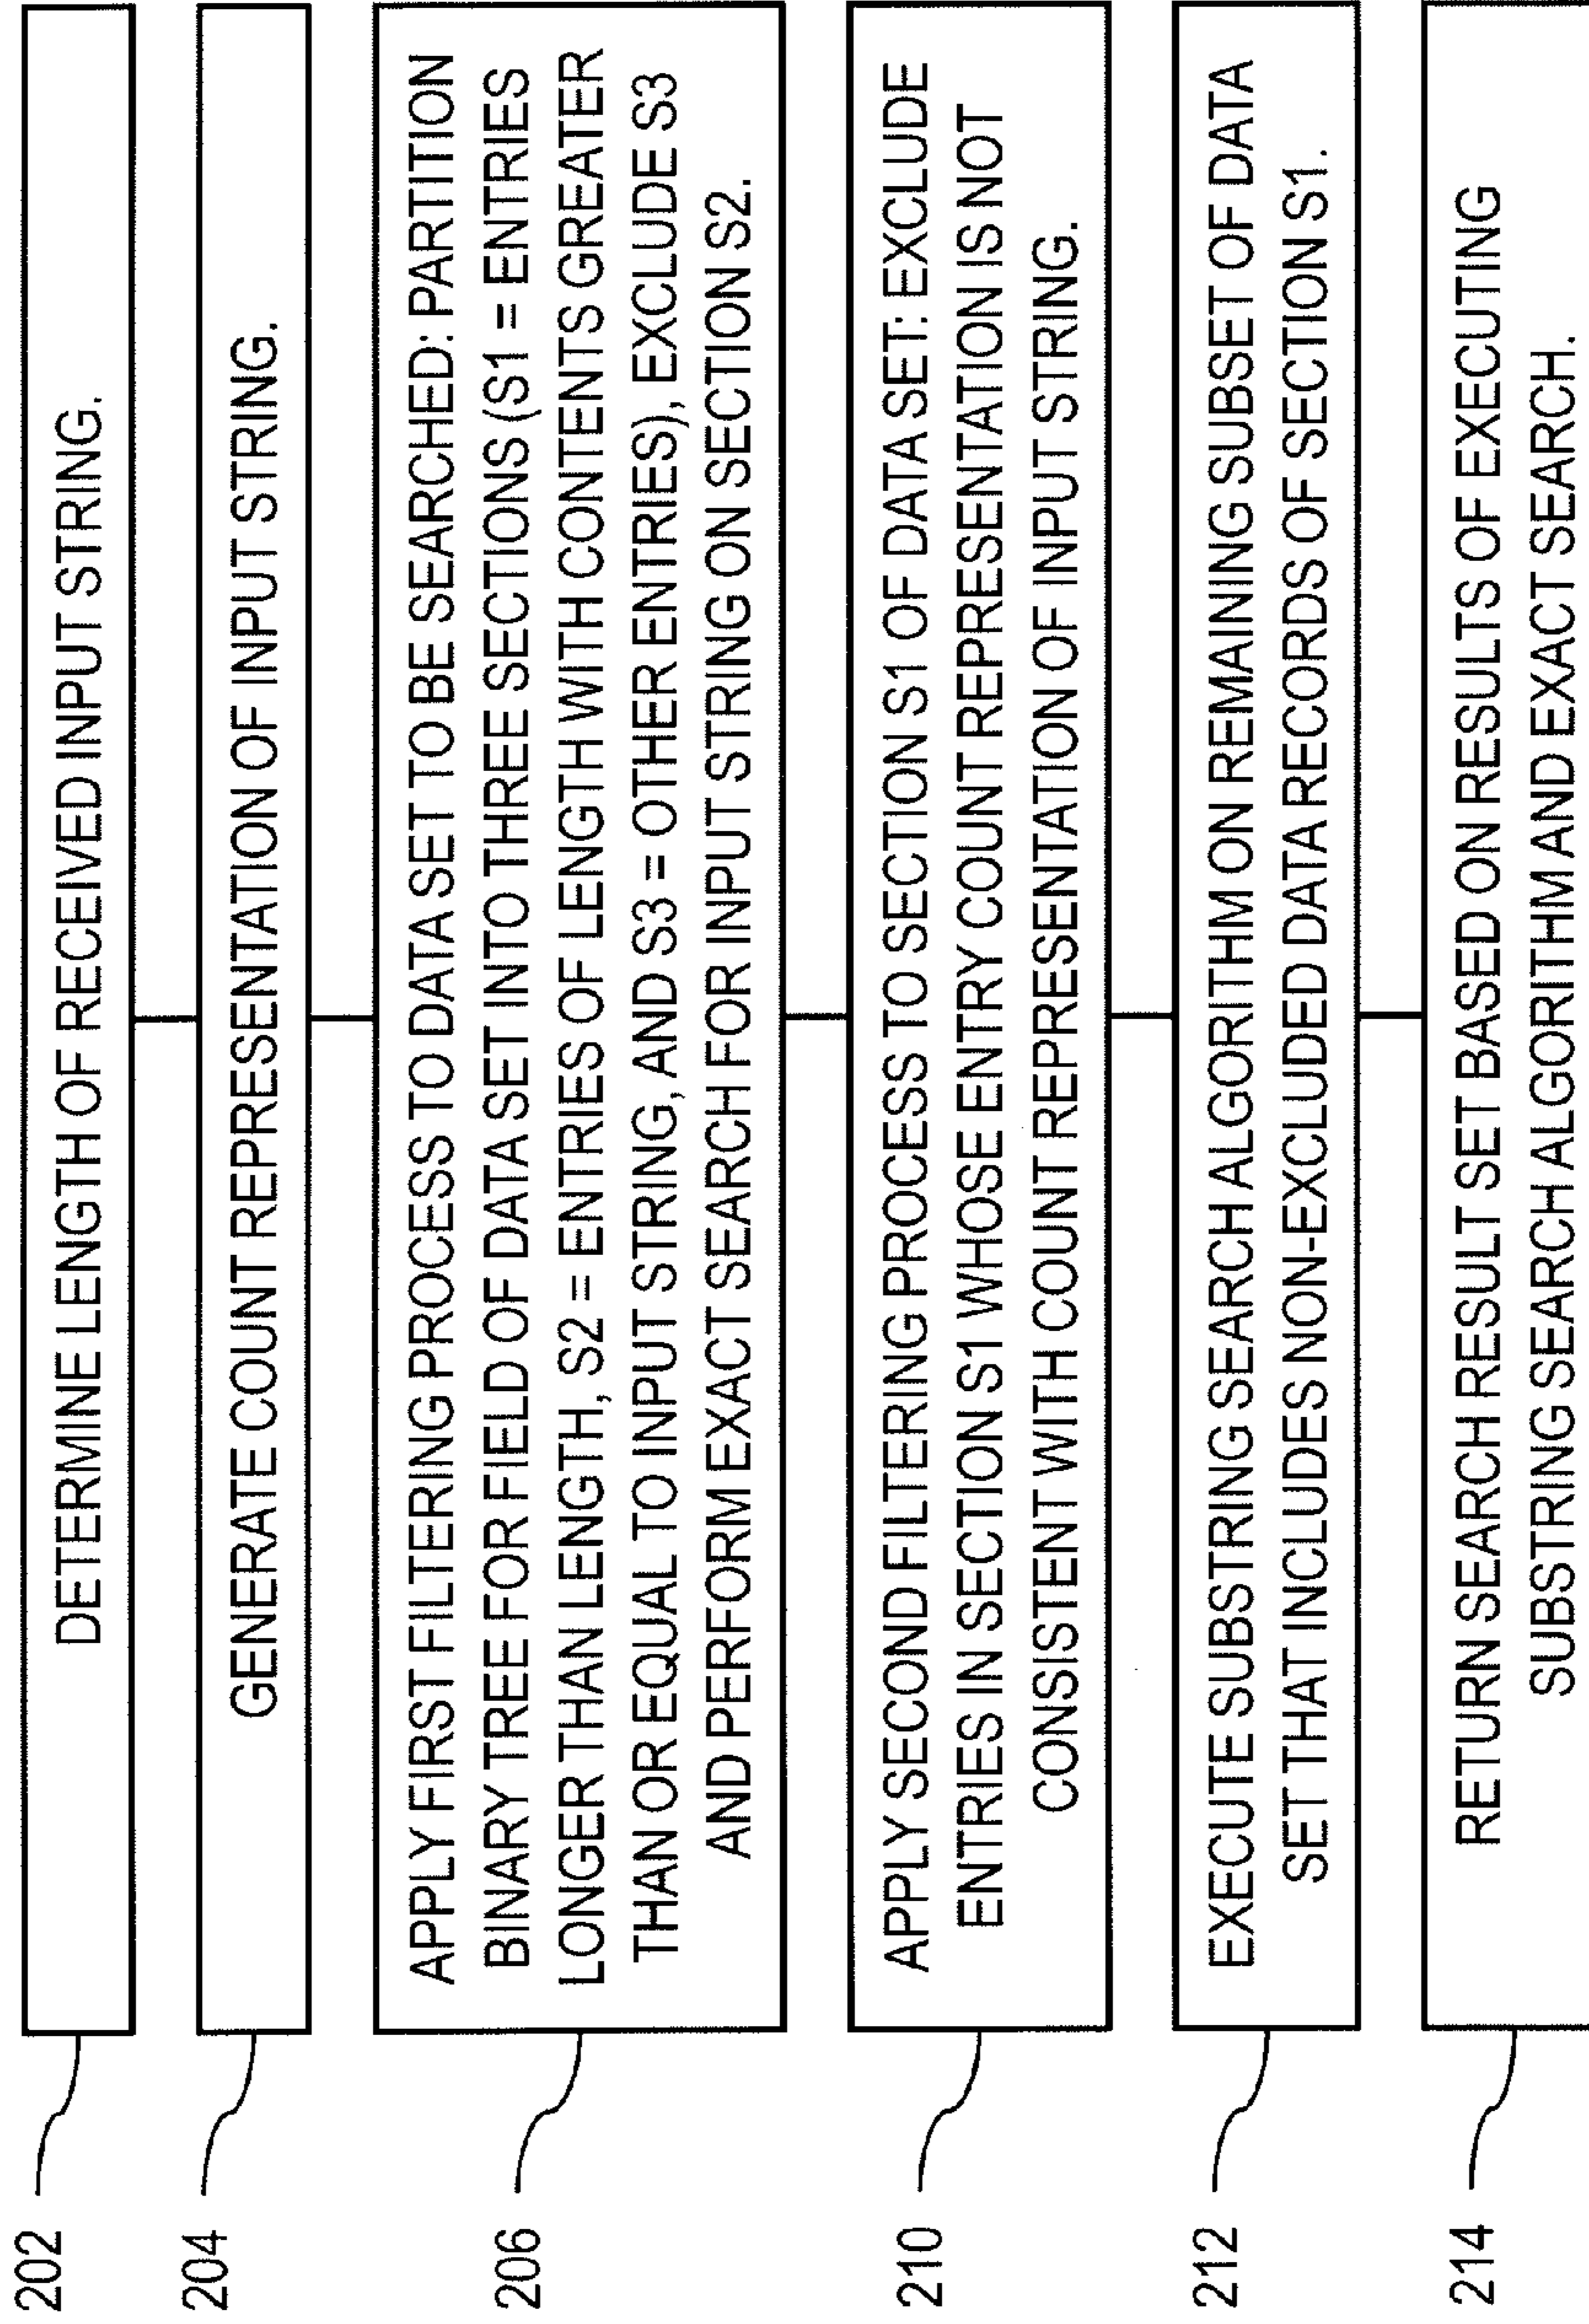 202
DETERMINE LENGTH OF RECEIVED INPUT STRING.
204
GENERATE COUNT REPRESENTATION OF INPUT STRING.
206
APPLY FIRST FILTERING PROCESS TO DATA SET TO BE SEARCHED: PARTITION
BINARY TREE FOR FIELD OF DATA SET INTO THREE SECTIONS (S1 = ENTRIES
LONGER THAN LENGTH, S2 = ENTRIES OF LENGTH WITH CONTENTS GREATER
THAN OR EQUAL TO INPUT STRING, AND S3 = OTHER ENTRIES), EXCLUDE S3
AND PERFORM EXACT SEARCH FOR INPUT STRING ON SECTION S2.
210
APPLY SECOND FILTERING PROCESS TO SECTION S1 OF DATA SET: EXCLUDE
ENTRIES IN SECTION S1 WHOSE ENTRY COUNT REPRESENTATION IS NOT
CONSISTENT WITH COUNT REPRESENTATION OF INPUT STRING.
212
EXECUTE SUBSTRING SEARCH ALGORITHM ON REMAINING SUBSET OF DATA
SET THAT INCLUDES NON-EXCLUDED DATA RECORDS OF SECTION S1.
214
RETURN SEARCH RESULT SET BASED ON RESULTS OF EXECUTING
SUBSTRING SEARCH ALGORITHM AND EXACT SEARCH.